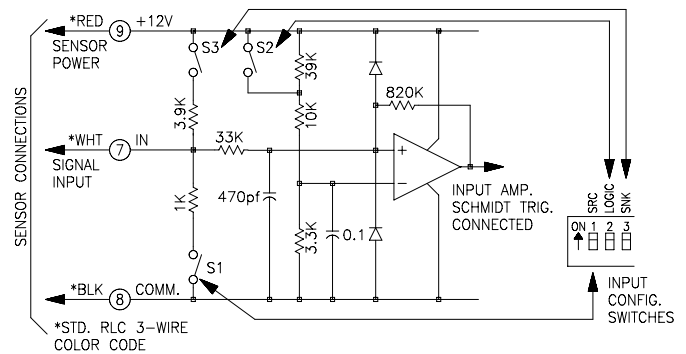 *RED 9 +12V
SENSOR
POWER
S3
S2
39K
820K
3.9K
10K
*WHT 7 IN
33K
SIGNAL
INPUT
+
−
SENSOR CONNECTIONS
1K
470pf
3.3K
0.1
INPUT AMP.
SCHMIDT TRIG.
CONNECTED
SRC
LOGIC
SNK
ON 1 2 3
S1
*BLK 8 COMM.
INPUT
CONFIG.
SWITCHES
*STD. RLC 3-WIRE
COLOR CODE